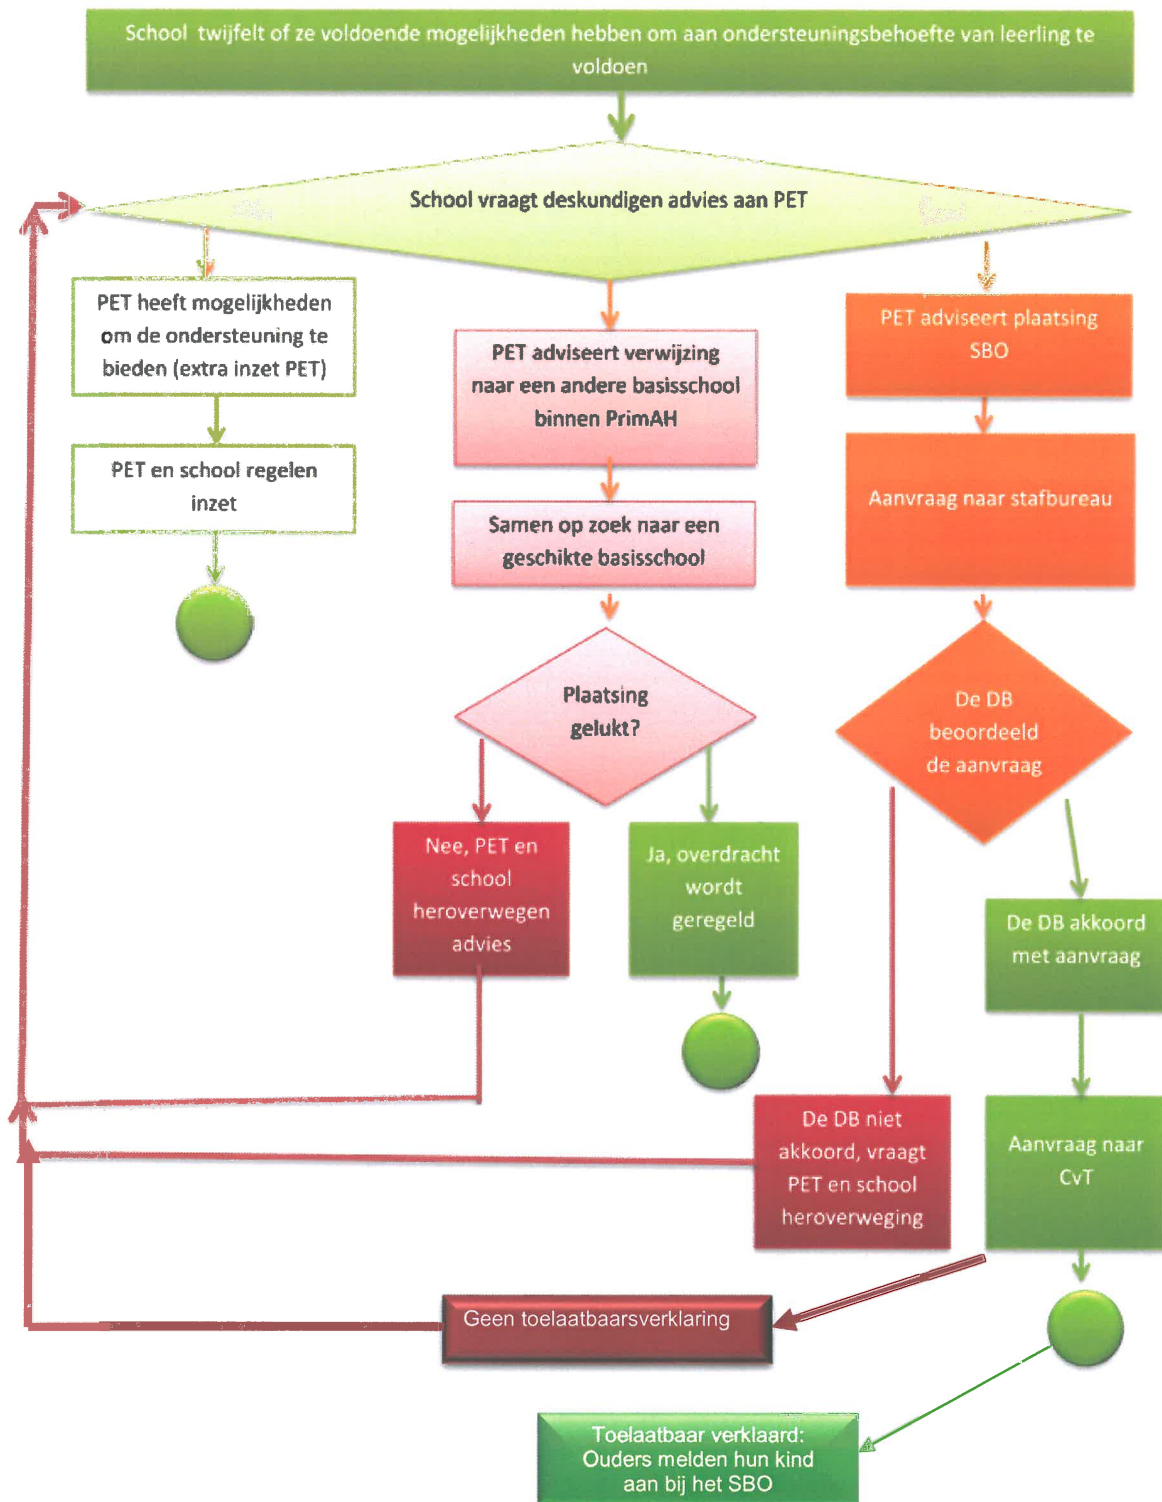 School twijfelt of ze voldoende mogelijkheden hebben om aan ondersteuningsbehoefte van leerling te
voldoen
School vraagt deskundigen advies aan PET
PET heeft mogelijkheden
om de ondersteuning te
bieden (extra inzet PET)
PET en school regelen
inzet
PET adviseert verwijzing
naar een andere basisschool
binnen PrimAH
Samen op zoek naar een
geschikte basisschool
Plaatsing
gelukt?
Nee, PET en
school
heroverwegen
advies
Ja, overdracht
wordt
geregeld
PET adviseert plaatsing
SBO
Aanvraag naar stafbureau
De DB
beoordeeld
de aanvraag
De DB akkoord
met aanvraag
De DB niet
akkoord, vraagt
PET en school
heroverweging
Aanvraag naar
CvT
Geen toelaatbaarsverklaring
Toelaatbaar verklaard:
Ouders melden hun kind
aan bij het SBO